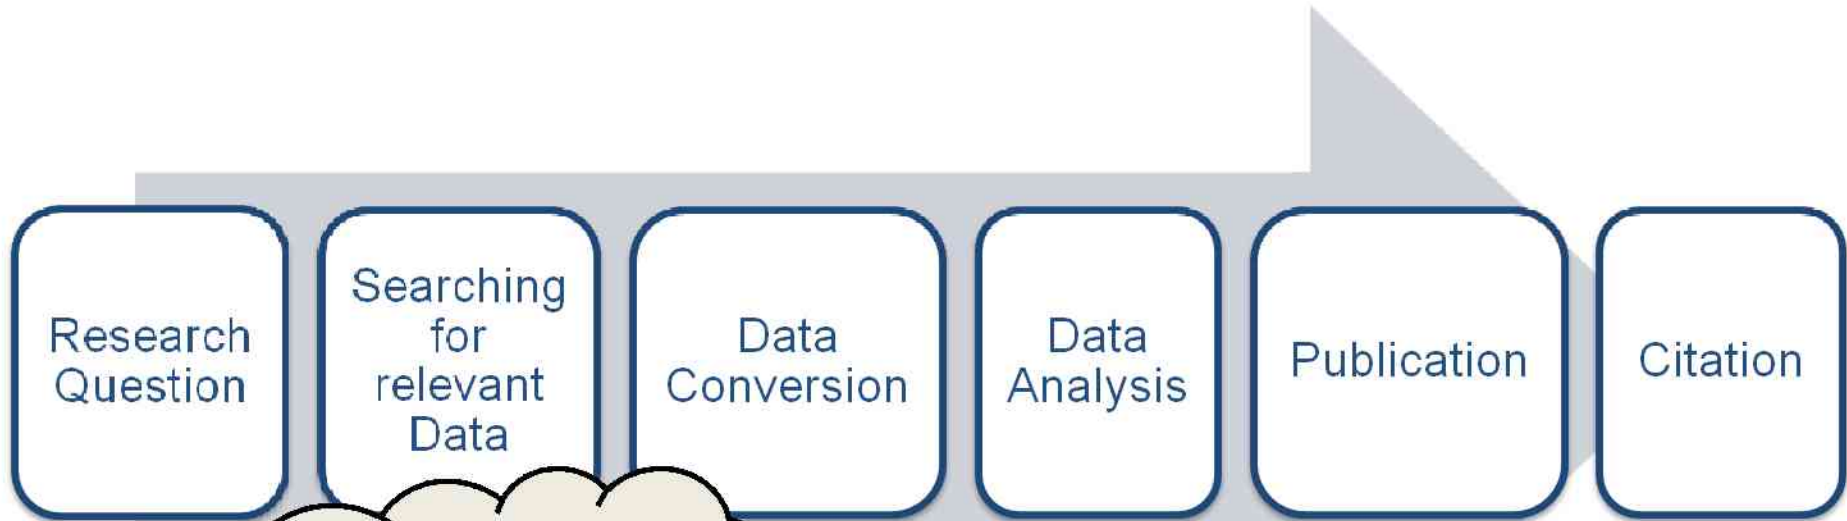 Research
Question
Searching
for
relevant
Data
Data
Conversion
Data
Analysis
Publication
Citation